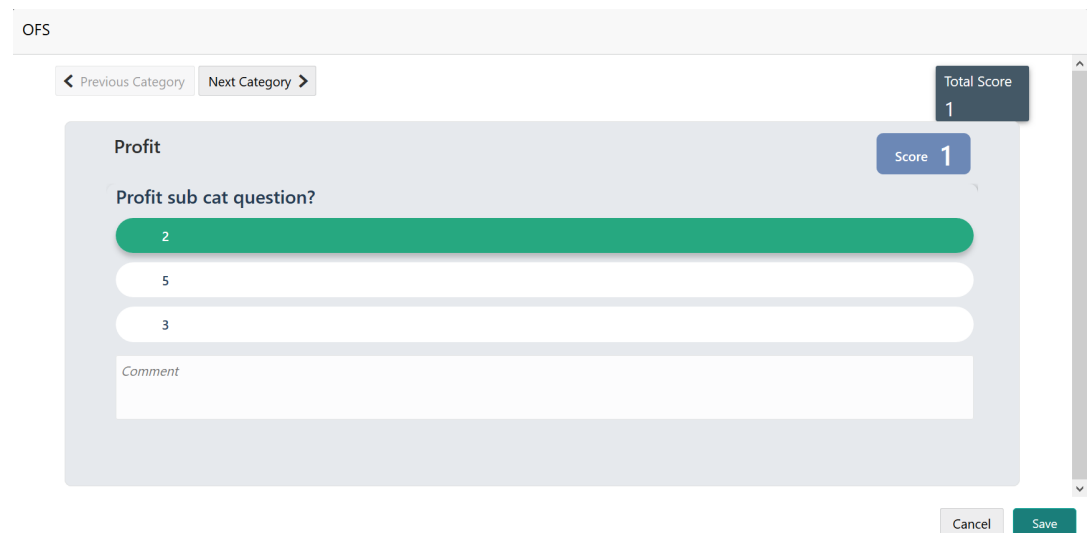 OFS
Previous Category Next Category
Total Score
1
Profit
Score 1
Profit sub cat question?
2
5
3
Comment
Cancel Save